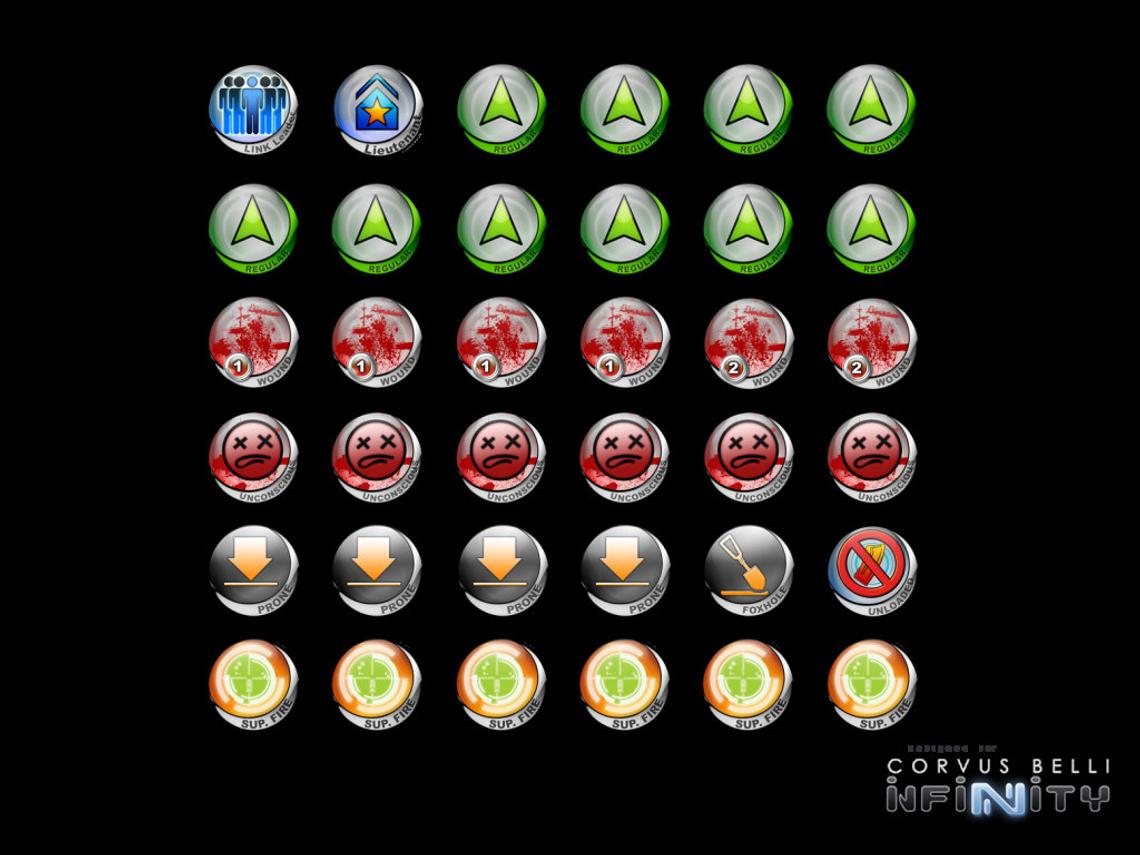 LINK Leader
Lieutenant
REGULAR
REGULAR
REGULAR
REGULAR
REGULAR
REGULAR
REGULAR
REGULAR
REGULAR
REGULAR
1 WOUND
1 WOUND
1 WOUND
1 WOUND
2 WOUND
2 WOUND
UNCONSCIOUS
UNCONSCIOUS
UNCONSCIOUS
UNCONSCIOUS
UNCONSCIOUS
UNCONSCIOUS
PRONE
PRONE
PRONE
PRONE
FOXHOLE
UNLOADED
SUP. FIRE
SUP. FIRE
SUP. FIRE
SUP. FIRE
SUP. FIRE
SUP. FIRE
DESIGNED FOR
CORVUS BELLI
INFINITY